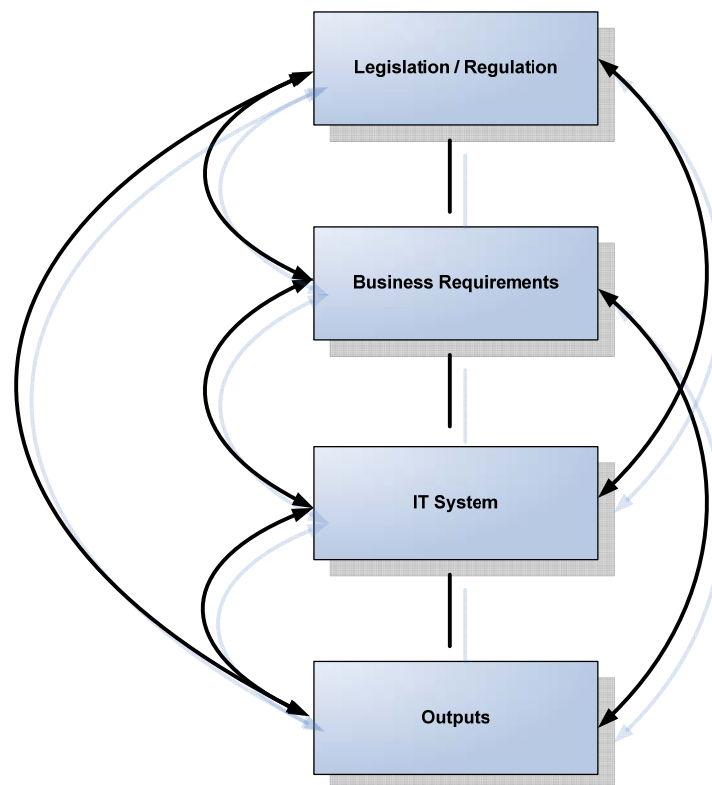 Legislation / Regulation
Business Requirements
IT System
Outputs